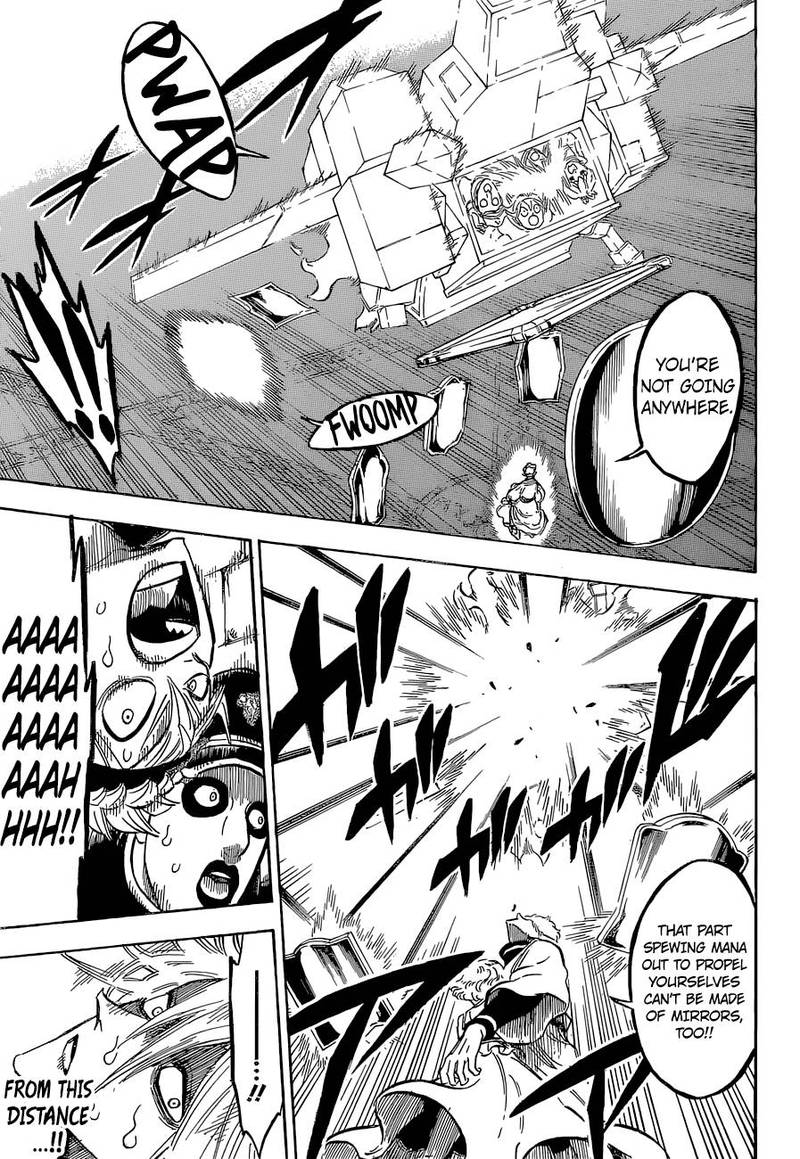 PWAP
YOU'RE
NOT GOING
ANYWHERE.
FWOOMP
!!
THAT PART
SPEWING MANA
OUT TO PROPEL
YOURSELVES
CAN'T BE MADE
OF MIRRORS,
TOO!!
AAAA
AAAA
AAAA
AAAH
HHH!!
...!!
FROM THIS
DISTANCE
...!!